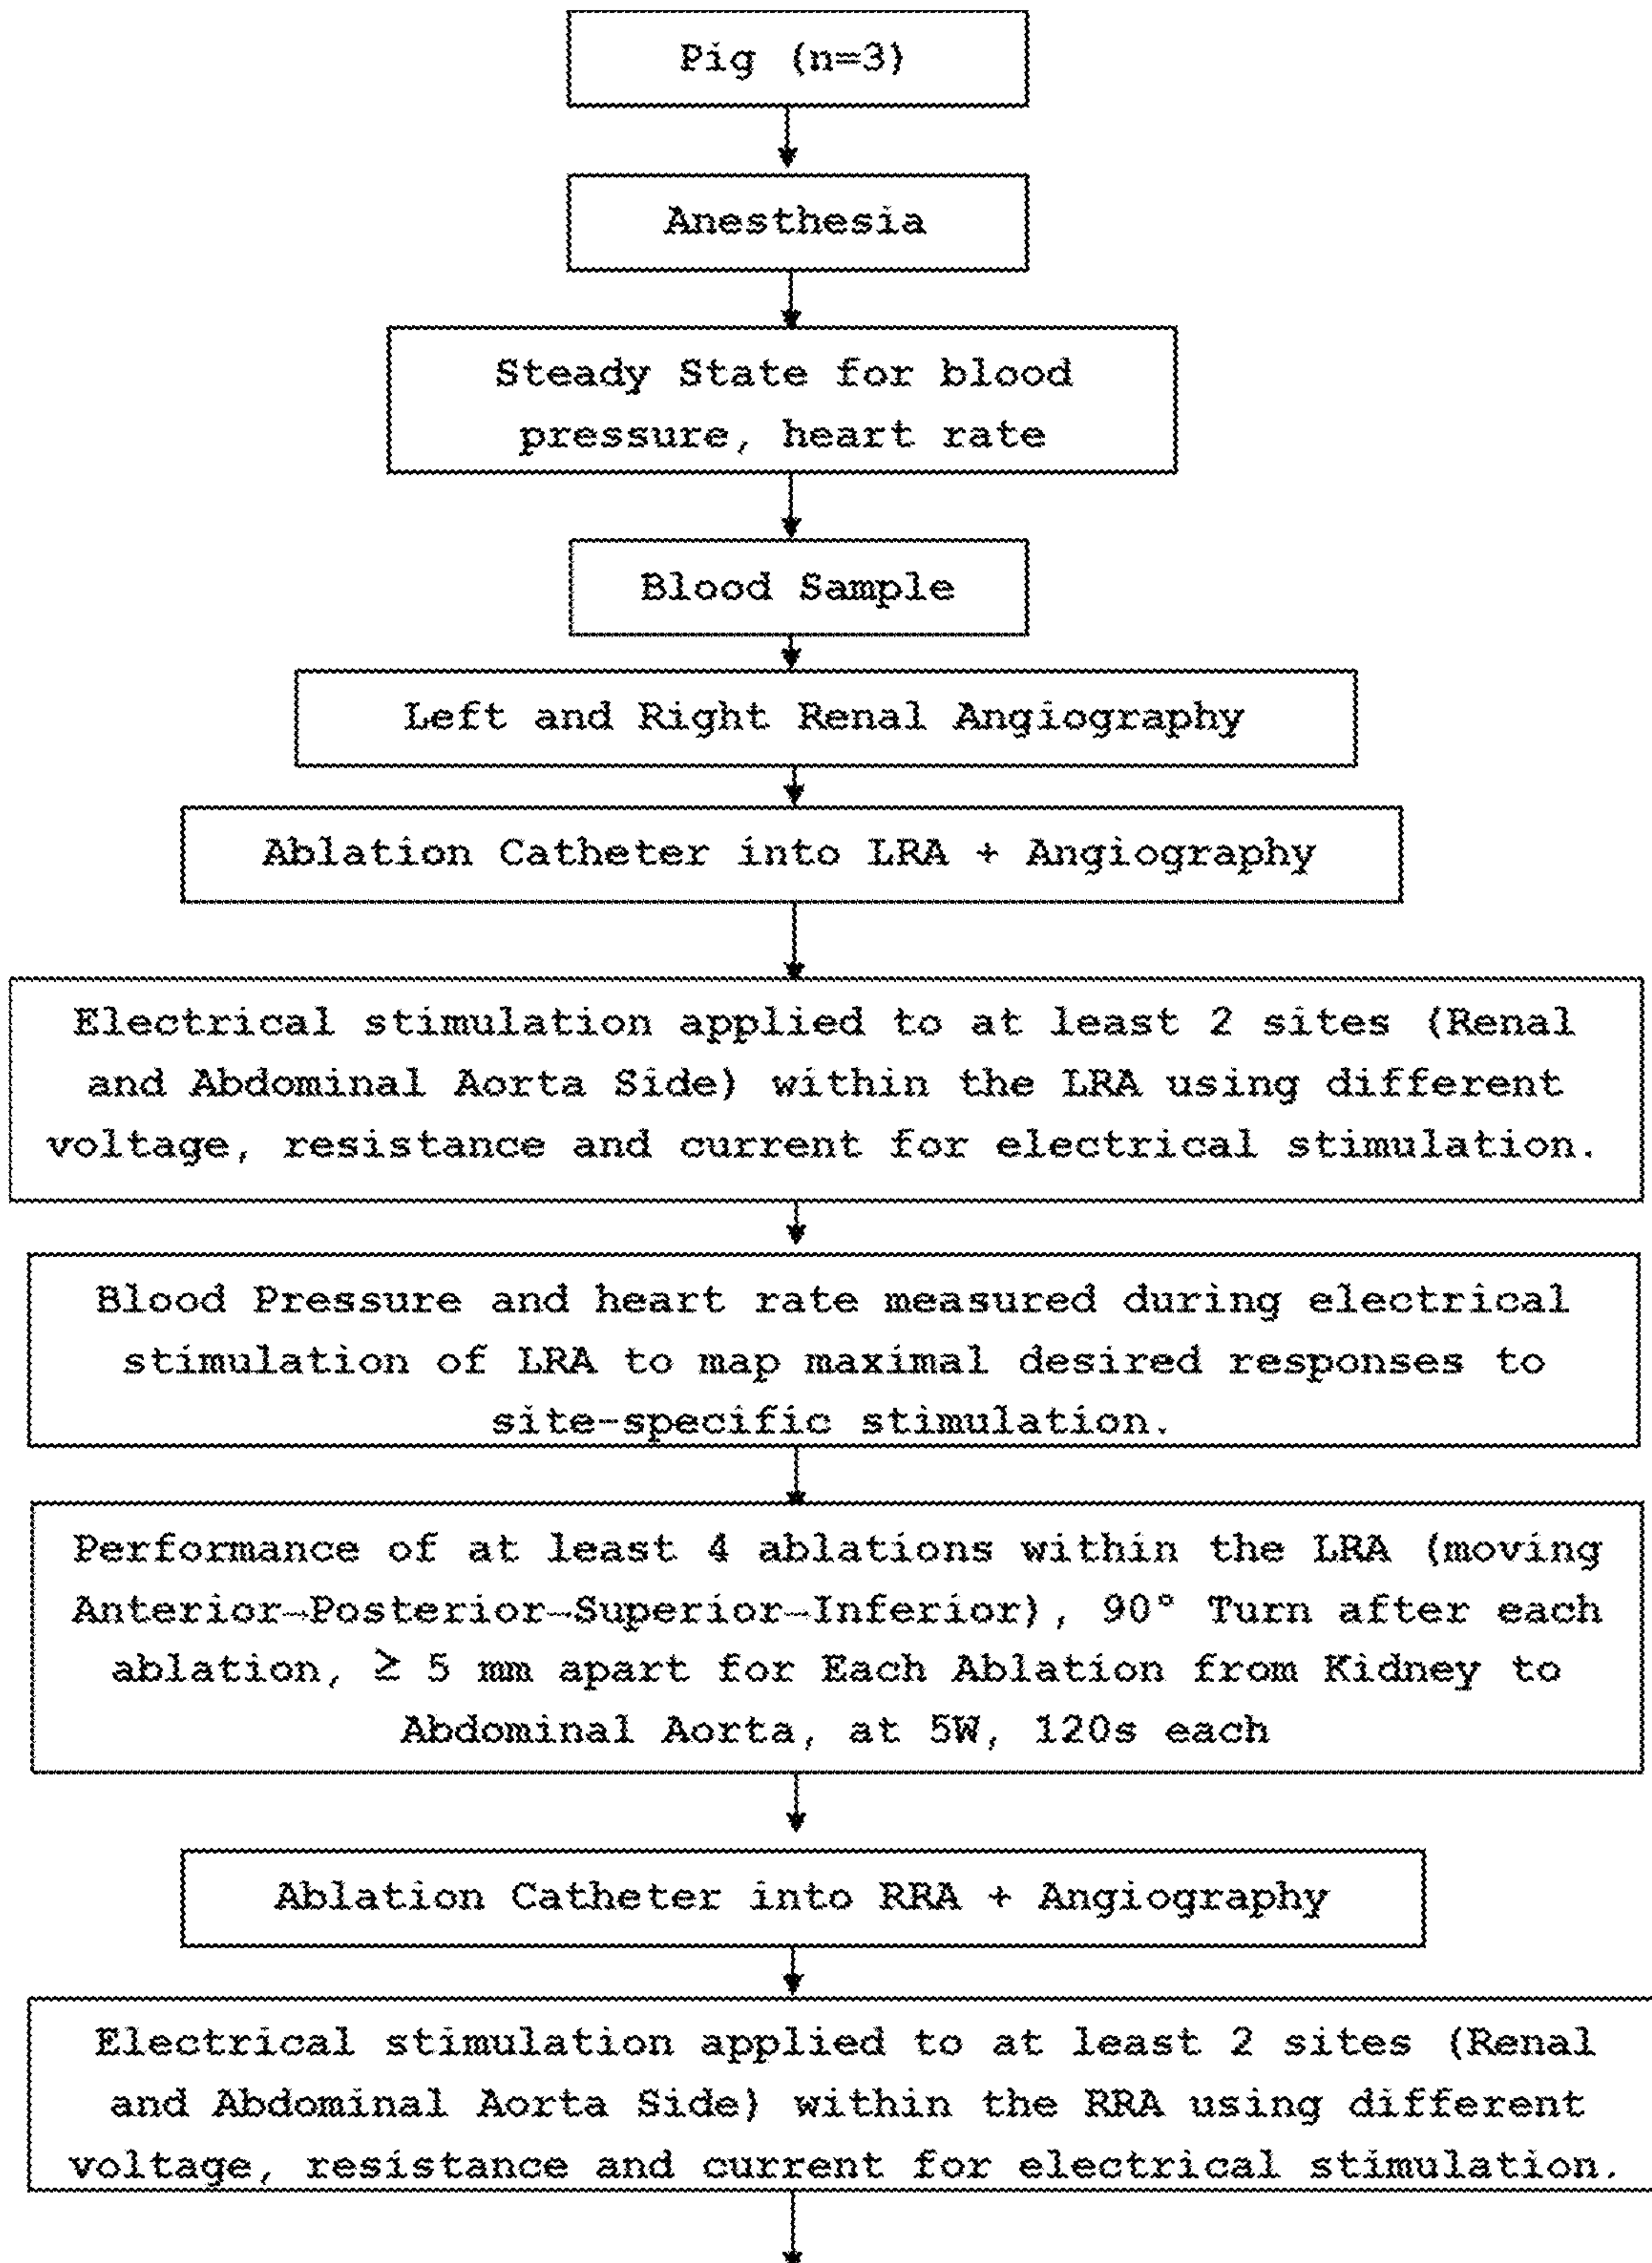 Pig (n=3)
Anesthesia
Steady State for blood
pressure, heart rate
Blood Sample
Left and Right Renal Angiography
Ablation Catheter into LRA + Angiography
Electrical stimulation applied to at least 2 sites (Renal
and Abdominal Aorta Side) within the LRA using different
voltage, resistance and current for electrical stimulation.
Blood Pressure and heart rate measured during electrical
stimulation of LRA to map maximal desired responses to
site-specific stimulation.
Performance of at least 4 ablations within the LRA (moving
Anterior→Posterior→Superior→Inferior), 90° Turn after each
ablation, ≥ 5 mm apart for Each Ablation from Kidney to
Abdominal Aorta, at 5W, 120s each
Ablation Catheter into RRA + Angiography
Electrical stimulation applied to at least 2 sites (Renal
and Abdominal Aorta Side) within the RRA using different
voltage, resistance and current for electrical stimulation.